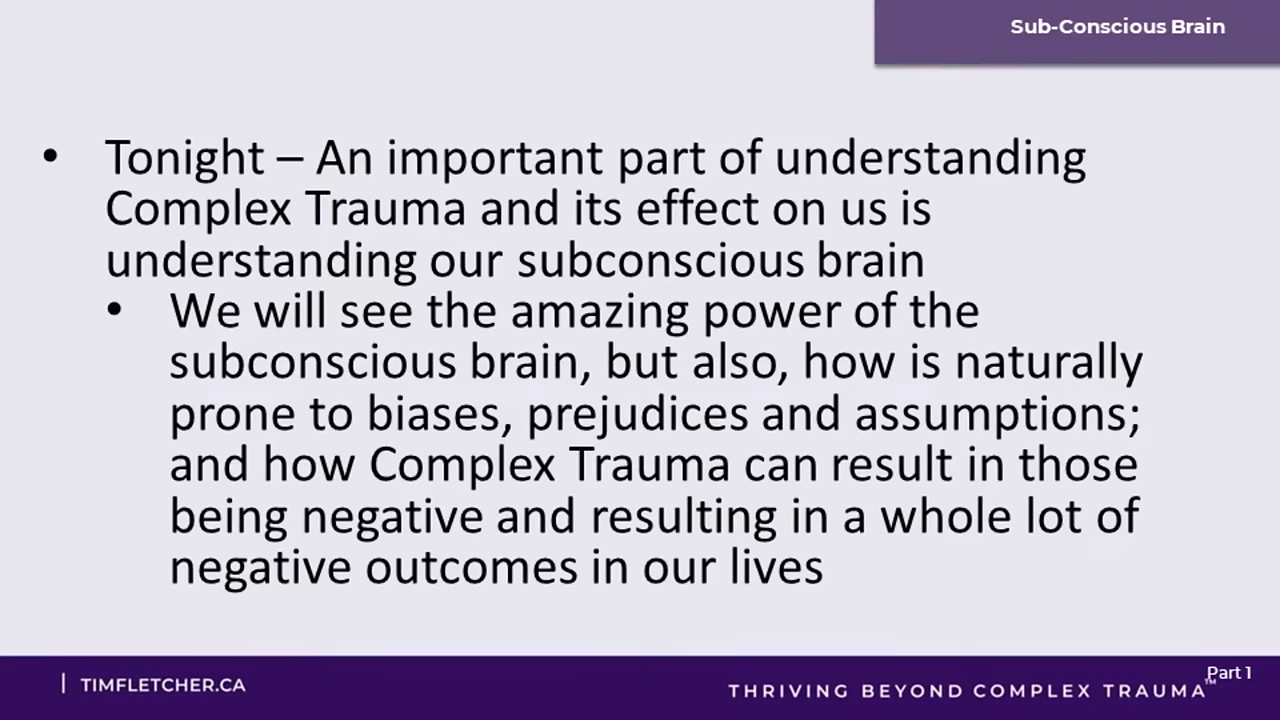 Sub-Conscious Brain
• Tonight – An important part of understanding
Complex Trauma and its effect on us is
understanding our subconscious brain
• We will see the amazing power of the
subconscious brain, but also, how is naturally
prone to biases, prejudices and assumptions;
and how Complex Trauma can result in those
being negative and resulting in a whole lot of
negative outcomes in our lives
| TIMFLETCHER.CA
THRIVING BEYOND COMPLEX TRAUMA™
Part 1